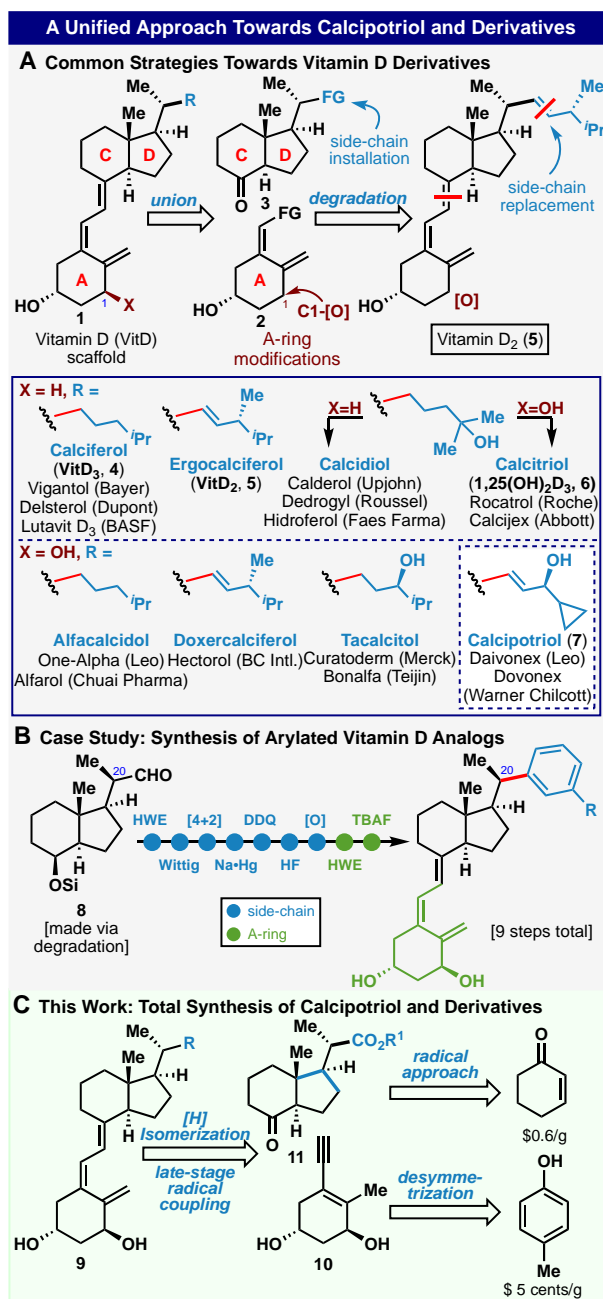 A Unified Approach Towards Calcipotriol and Derivatives
A Common Strategies Towards Vitamin D Derivatives
Me
R
Me
H
C
D
H
A
HO
X
1
1
Vitamin D (VitD)
scaffold
union
Me
FG
Me
H
C
D
H
O
3
side-chain
installation
FG
A
HO
1
2
C1-[O]
A-ring
modifications
degradation
Me
Me
iPr
Me
H
H
side-chain
replacement
HO
[O]
Vitamin D2 (5)
X = H, R =
iPr
Calciferol
(VitD3, 4)
Vigantol (Bayer)
Delsterol (Dupont)
Lutavit D3 (BASF)
Me
iPr
Ergocalciferol
(VitD2, 5)
X=H
Me
OH
Me
X=OH
Calcidiol
Calderol (Upjohn)
Dedrogyl (Roussel)
Hidroferol (Faes Farma)
Calcitriol
(1,25(OH)2D3, 6)
Rocatrol (Roche)
Calcijex (Abbott)
X = OH, R =
iPr
Alfacalcidol
One-Alpha (Leo)
Alfarol (Chuai Pharma)
Me
iPr
Doxercalciferol
Hectorol (BC Intl.)
OH
iPr
Tacalcitol
Curatoderm (Merck)
Bonalfa (Teijin)
OH
Calcipotriol (7)
Daivonex (Leo)
Dovonex
(Warner Chilcott)
B Case Study: Synthesis of Arylated Vitamin D Analogs
20
Me
CHO
Me
H
H
OSi
8
[made via
degradation]
HWE [4+2] DDQ [O] TBAF
Wittig Na•Hg HF HWE
side-chain
A-ring
20
Me
R
Me
H
H
[9 steps total]
HO
OH
C This Work: Total Synthesis of Calcipotriol and Derivatives
Me
R
Me
H
H
HO
OH
9
[H]
Isomerization
late-stage
radical
coupling
Me
CO2R1
Me
H
H
O
11
Me
HO
OH
10
radical
approach
O
$0.6/g
desymme-
trization
OH
Me
$ 5 cents/g